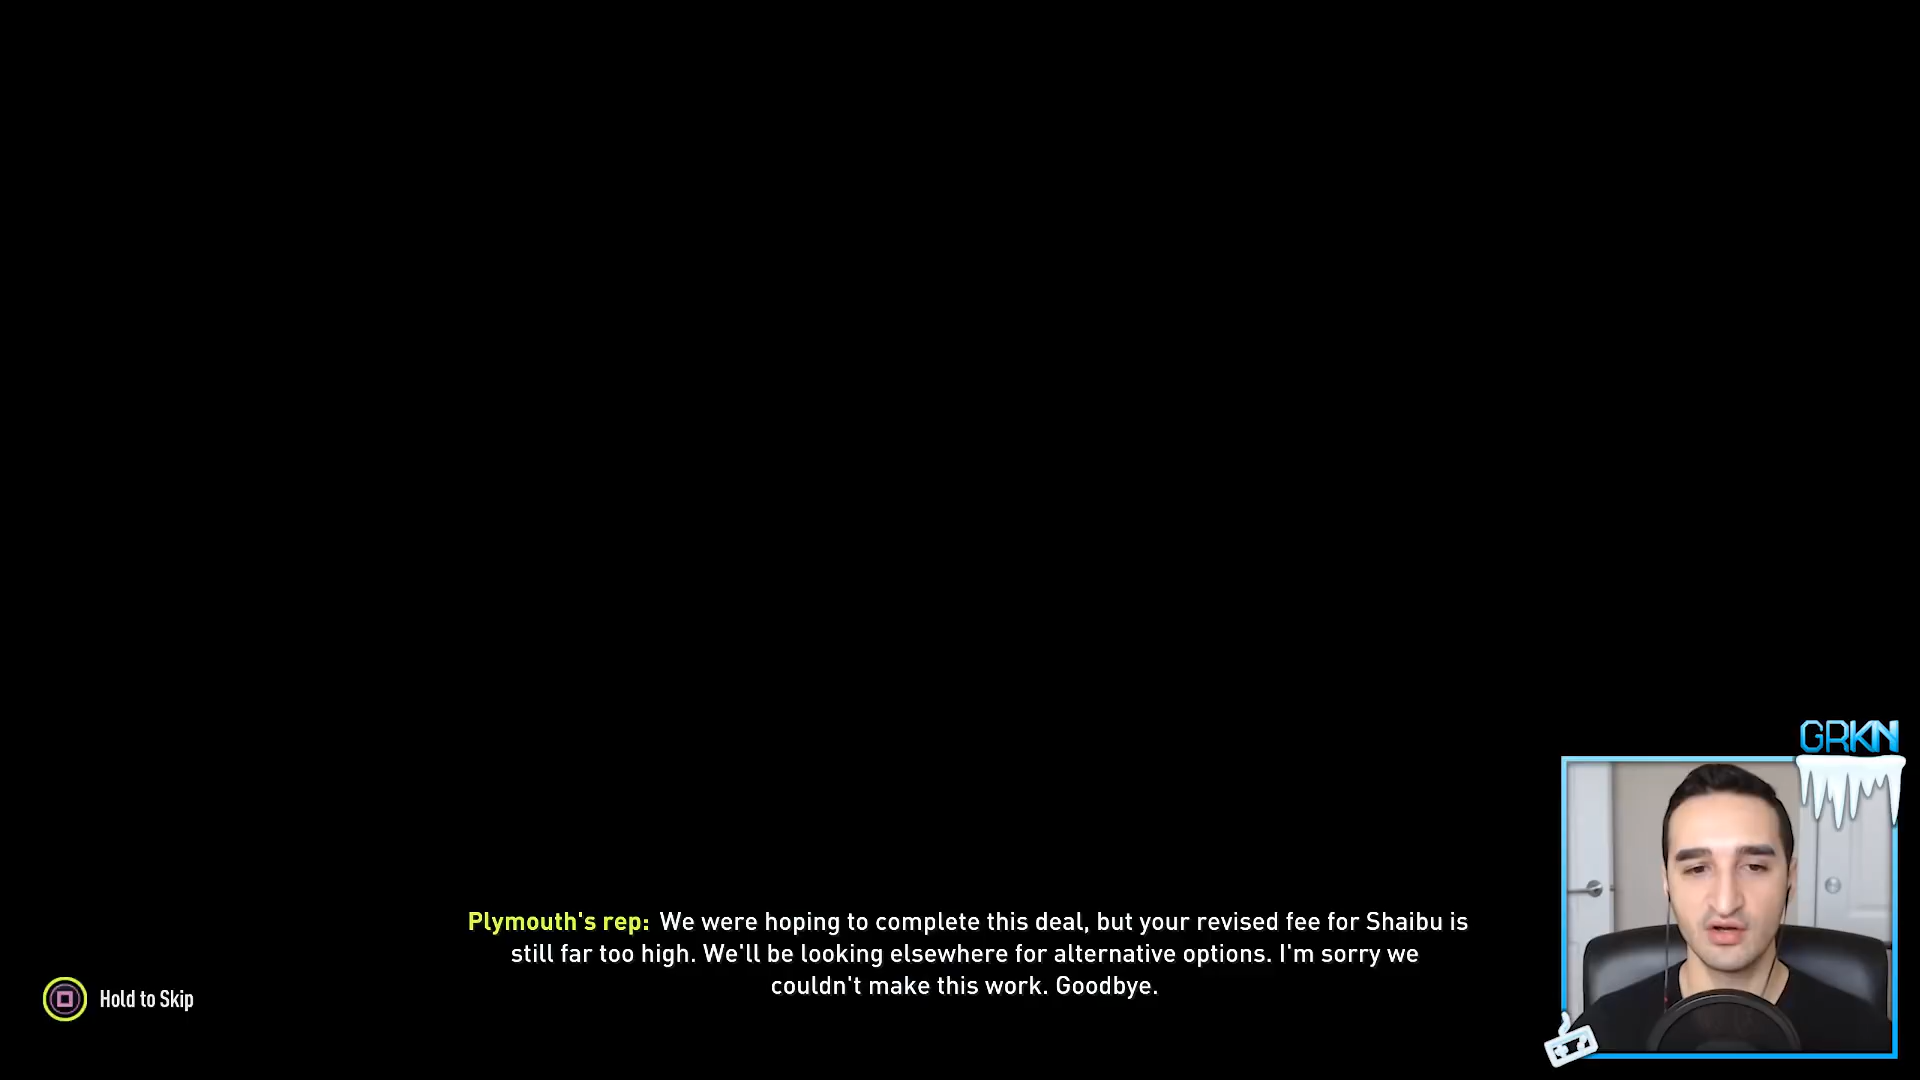 GRKN
Plymouth's rep: We were hoping to complete this deal, but your revised fee for Shaibu is
still far too high. We'll be looking elsewhere for alternative options. I'm sorry we
couldn't make this work. Goodbye.
Hold to Skip